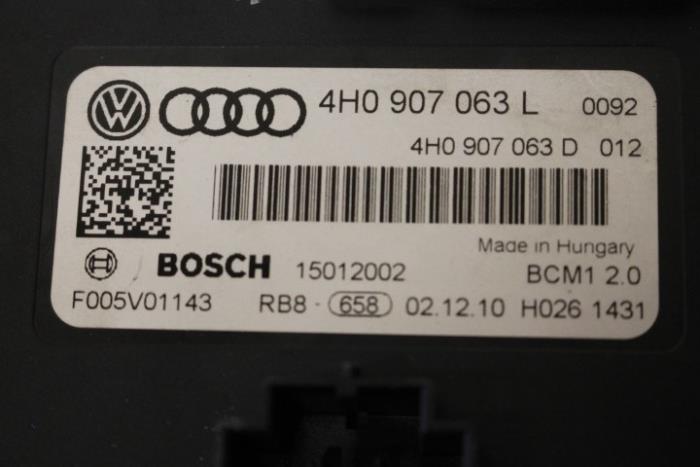 4H0 907 063 L 0092
4H0 907 063 D 012
Made in Hungary
BOSCH 15012002 BCM1 2.0
F005V01143 RB8- 658 02.12.10 H026 1431